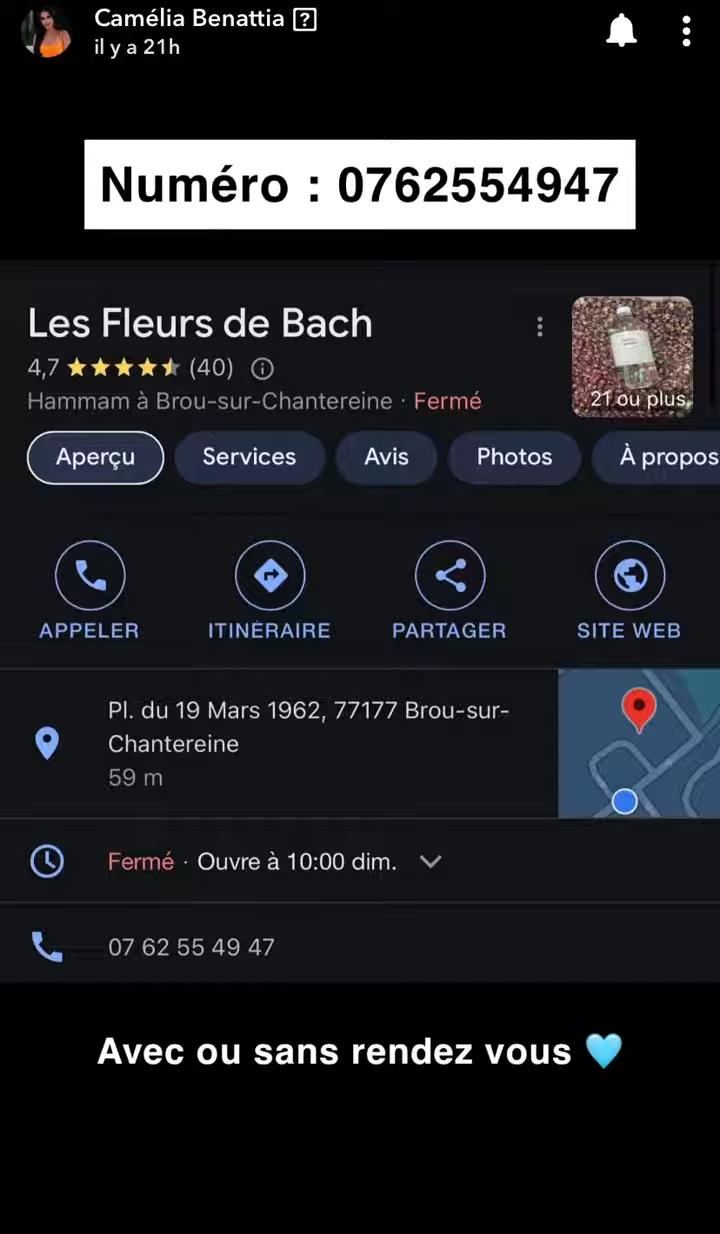 Camélia Benattia
il y a 21h
Numéro : 0762554947
Les Fleurs de Bach
4,7 (40)
21 ou plus
Hammam à Brou-sur-Chantereine · Fermé
Aperçu Services Avis Photos À propos
APPELER ITINÉRAIRE PARTAGER SITE WEB
Pl. du 19 Mars 1962, 77177 Brou-sur-
Chantereine
59 m
Fermé · Ouvre à 10:00 dim.
07 62 55 49 47
Avec ou sans rendez vous 🩵